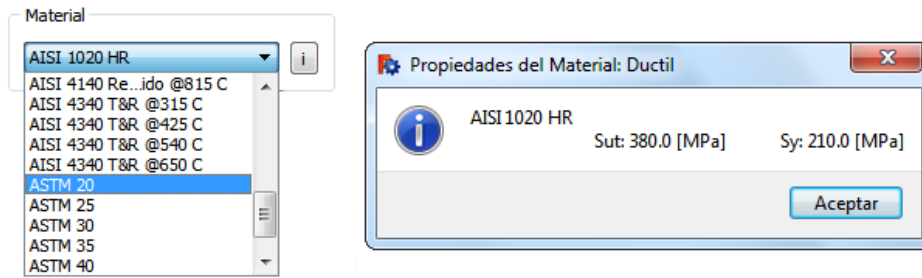 Material
AISI 1020 HR
i
AISI 4140 Re...ido @815 C
AISI 4340 T&R @315 C
AISI 4340 T&R @425 C
AISI 4340 T&R @540 C
AISI 4340 T&R @650 C
ASTM 20
ASTM 25
ASTM 30
ASTM 35
ASTM 40
Propiedades del Material: Ductil
AISI 1020 HR
Sut: 380.0 [MPa] Sy: 210.0 [MPa]
Aceptar